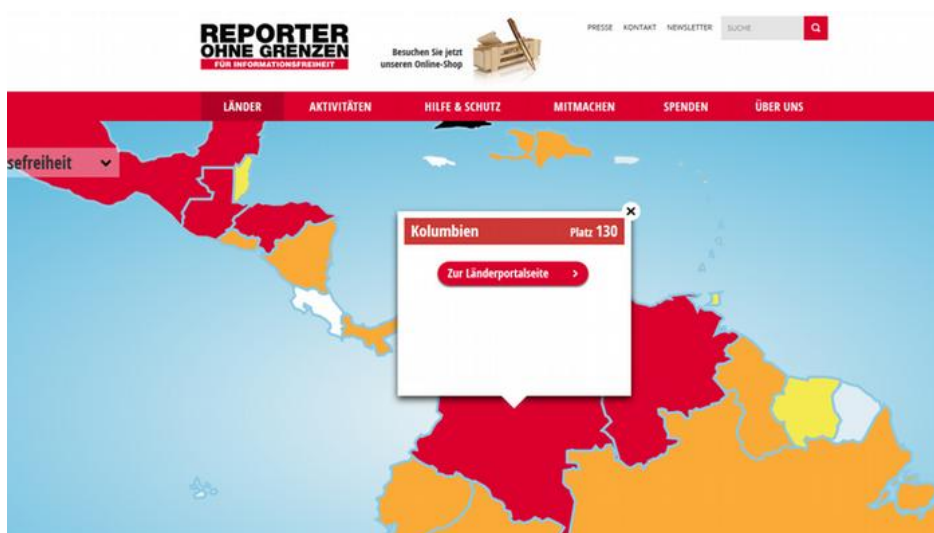 REPORTER
OHNE GRENZEN
FÜR INFORMATIONSFREIHEIT
Besuchen Sie jetzt
unseren Online-Shop
PRESSE KONTAKT NEWSLETTER SUCHE
LÄNDER AKTIVITÄTEN HILFE & SCHUTZ MITMACHEN SPENDEN ÜBER UNS
sefreiheit
Kolumbien Platz 130
Zur Länderportalseite >